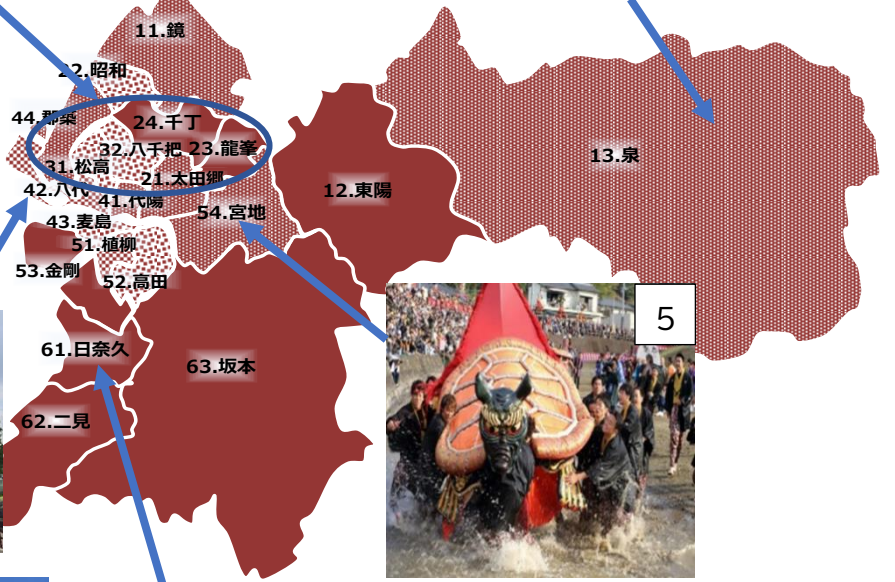 11.鏡
22.昭和
44.郡築
24.千丁
32.八千把
23.龍峯
31.松高
21.太田郷
42.八代
41.代陽
54.宮地
43.麦島
51.植柳
53.金剛
52.高田
12.東陽
13.泉
61.日奈久
63.坂本
62.二見
5